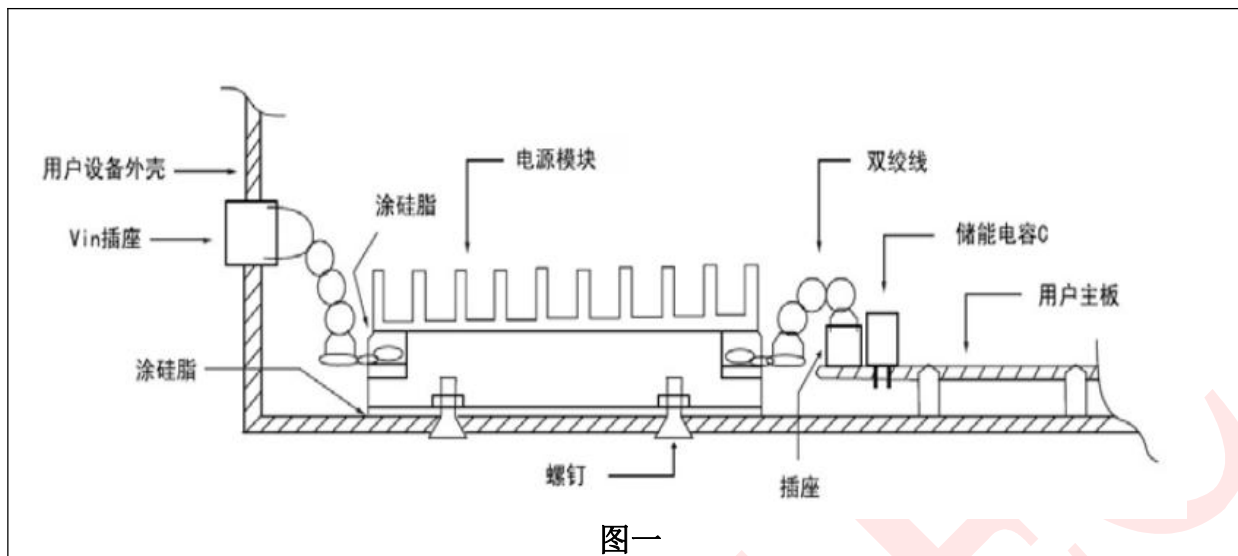 电源模块
双绞线
用户设备外壳
涂硅脂
Vin插座
储能电容C
用户主板
涂硅脂
螺钉
插座
图一